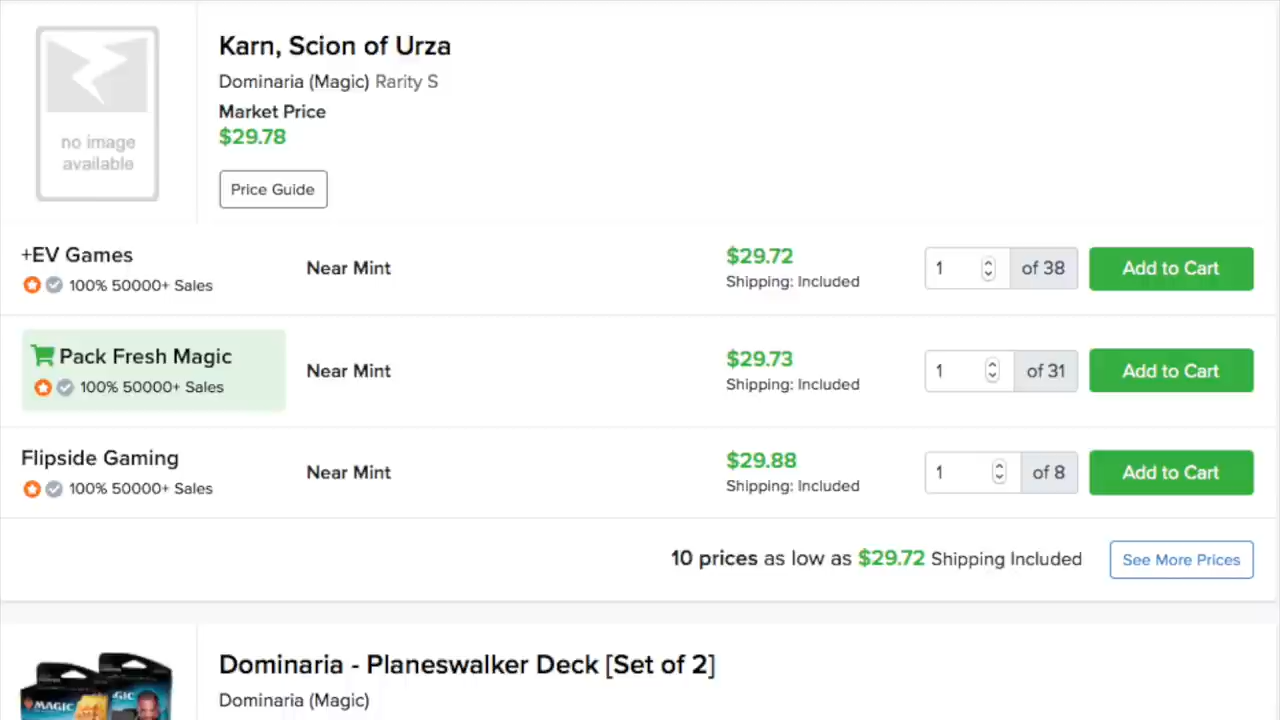 Karn, Scion of Urza
Dominaria (Magic) Rarity S
Market Price
$29.78
no image
available
Price Guide
+EV Games
100% 50000+ Sales
Near Mint
$29.72
Shipping: Included
1 of 38
Add to Cart
Pack Fresh Magic
100% 50000+ Sales
Near Mint
$29.73
Shipping: Included
1 of 31
Add to Cart
Flipside Gaming
100% 50000+ Sales
Near Mint
$29.88
Shipping: Included
1 of 8
Add to Cart
10 prices as low as $29.72 Shipping Included
See More Prices
Dominaria - Planeswalker Deck [Set of 2]
Dominaria (Magic)
MAGIC